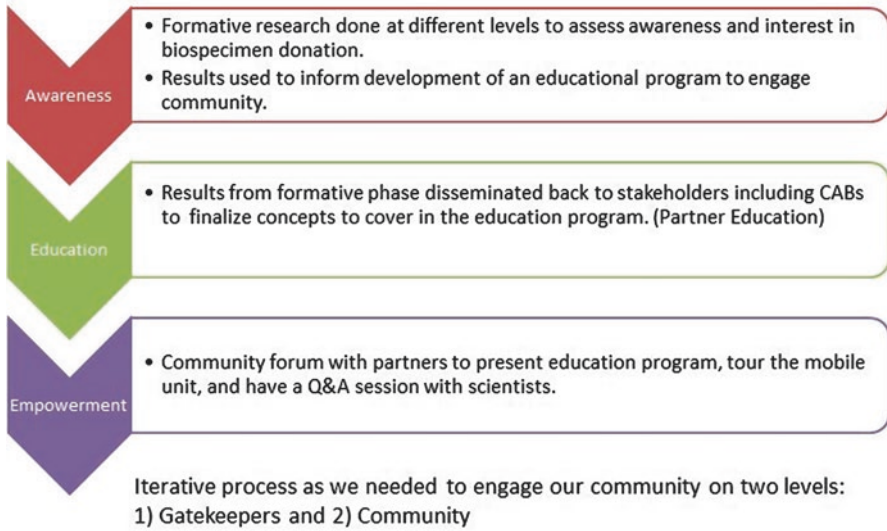 Awareness
• Formative research done at different levels to assess awareness and interest in
biospecimen donation.
• Results used to inform development of an educational program to engage
community.
Education
• Results from formative phase disseminated back to stakeholders including CABs
to finalize concepts to cover in the education program. (Partner Education)
Empowerment
• Community forum with partners to present education program, tour the mobile
unit, and have a Q&A session with scientists.
Iterative process as we needed to engage our community on two levels:
1) Gatekeepers and 2) Community